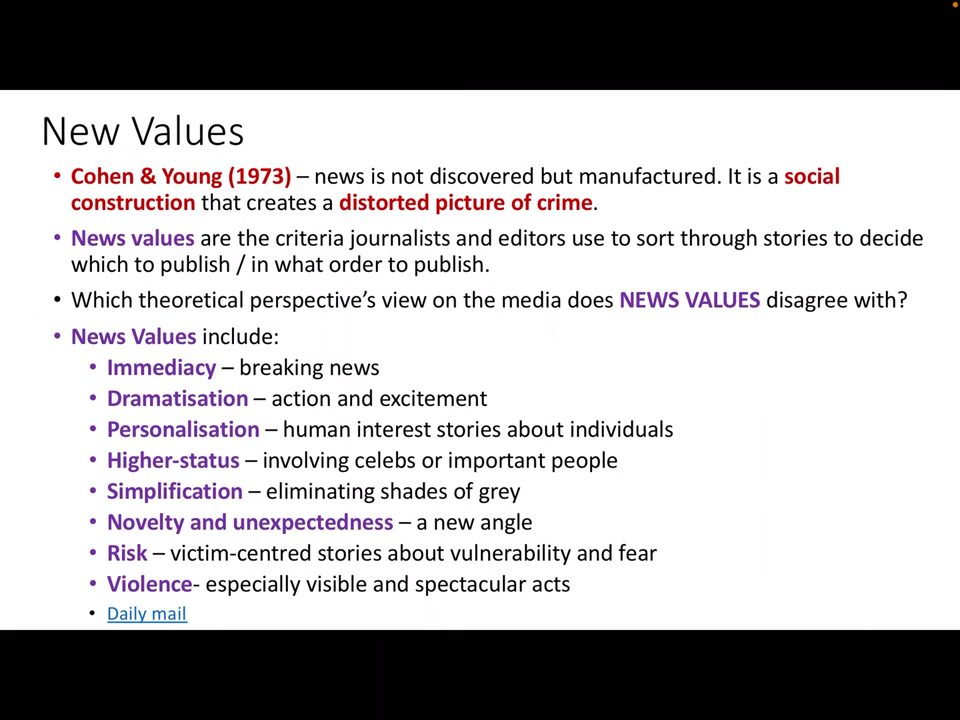 New Values
• Cohen & Young (1973) – news is not discovered but manufactured. It is a social
construction that creates a distorted picture of crime.
• News values are the criteria journalists and editors use to sort through stories to decide
which to publish / in what order to publish.
• Which theoretical perspective’s view on the media does NEWS VALUES disagree with?
• News Values include:
• Immediacy – breaking news
• Dramatisation – action and excitement
• Personalisation – human interest stories about individuals
• Higher-status – involving celebs or important people
• Simplification – eliminating shades of grey
• Novelty and unexpectedness – a new angle
• Risk – victim-centred stories about vulnerability and fear
• Violence- especially visible and spectacular acts
• Daily mail